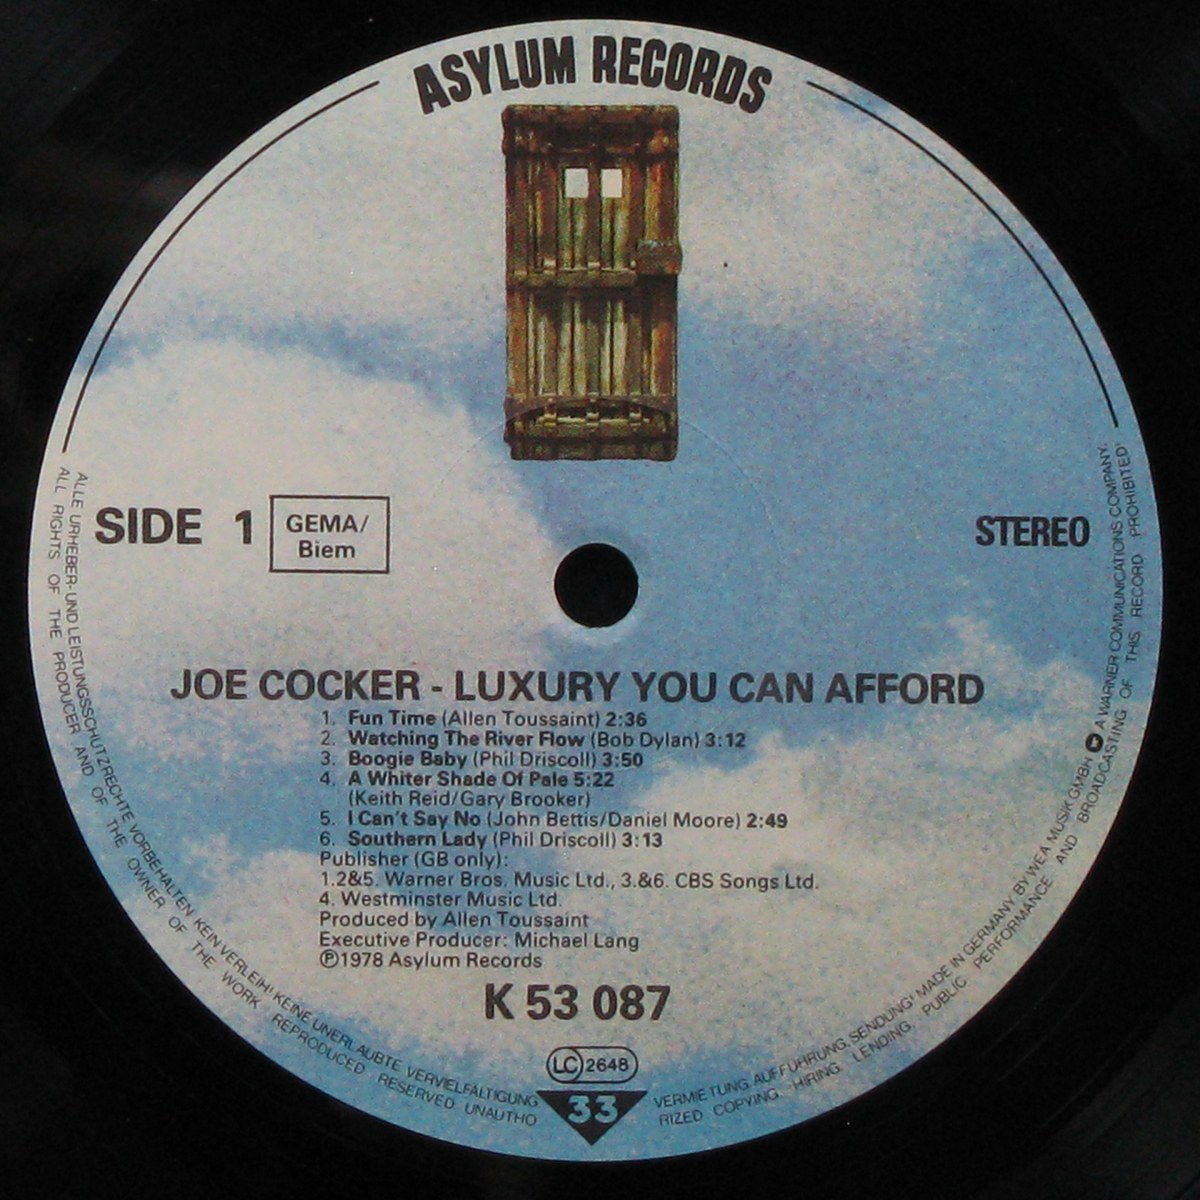 ASYLUM RECORDS
SIDE 1
GEMA/
Biem
STEREO
JOE COCKER - LUXURY YOU CAN AFFORD
1. Fun Time (Allen Toussaint) 2:36
2. Watching The River Flow (Bob Dylan) 3:12
3. Boogie Baby (Phil Driscoll) 3:50
4. A Whiter Shade Of Pale 5:22
(Keith Reid/Gary Brooker)
5. I Can't Say No (John Bettis/Daniel Moore) 2:49
6. Southern Lady (Phil Driscoll) 3:13
Publisher (GB only):
1.2&5. Warner Bros. Music Ltd., 3.&6. CBS Songs Ltd.
4. Westminster Music Ltd.
Produced by Allen Toussaint
Executive Producer: Michael Lang
℗1978 Asylum Records
K 53 087
LC 2648
33
ALLE URHEBER- UND LEISTUNGSSCHUTZRECHTE VORBEHALTEN KEIN VERLEIH! KEINE UNERLAUBTE VERVIELFÄLTIGUNG, VERMIETUNG, AUFFÜHRUNG, SENDUNG! MADE IN GERMANY BY WEA MUSIK GMBH A WARNER COMMUNICATIONS COMPANY.
ALL RIGHTS OF THE PRODUCER AND OF THE OWNER OF THE WORK REPRODUCED RESERVED UNAUTHORIZED COPYING, HIRING, LENDING, PUBLIC PERFORMANCE AND BROADCASTING OF THIS RECORD PROHIBITED!